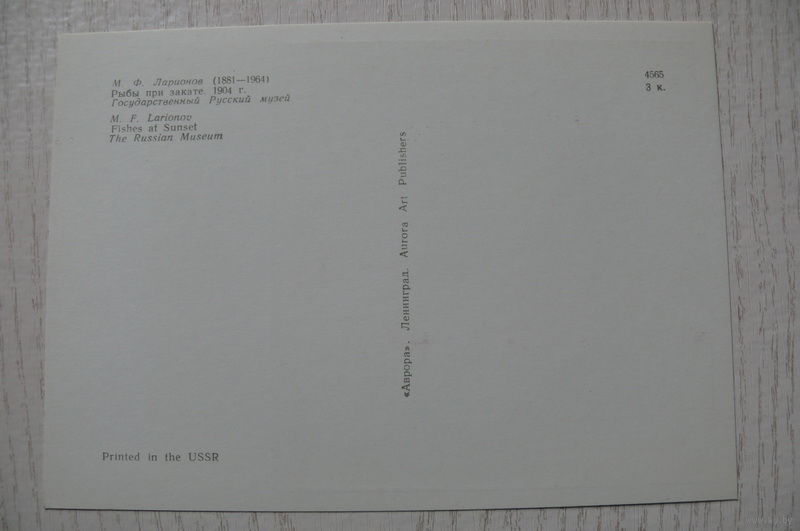 М. Ф. Ларионов (1881—1964)
Рыбы при закате. 1904 г.
Государственный Русский музей
M. F. Larionov
Fishes at Sunset
The Russian Museum
4565
3 к.
«Аврора». Ленинград. Aurora Art Publishers
Printed in the USSR